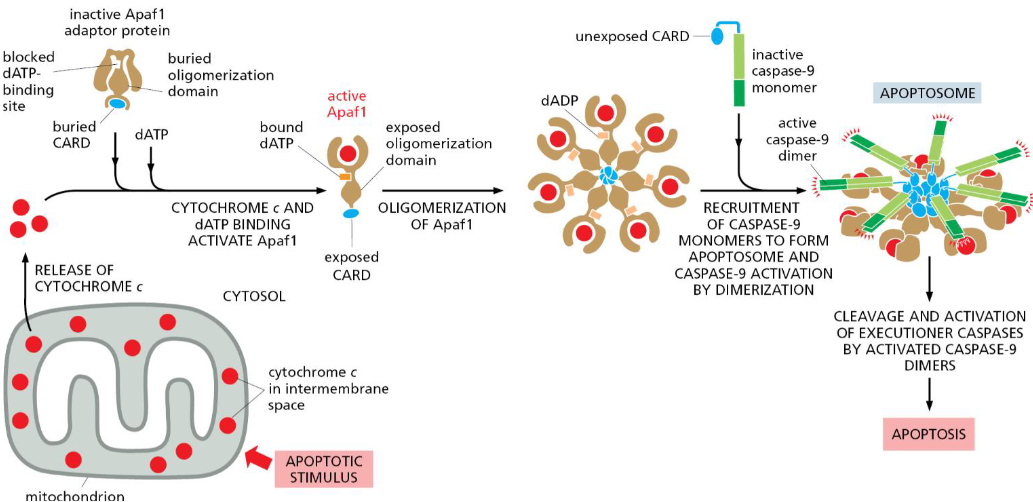 inactive Apaf1
adaptor protein
blocked
dATP-
binding
site
buried
oligomerization
domain
buried
CARD
dATP
CYTOCHROME c AND
dATP BINDING
ACTIVATE Apaf1
active
Apaf1
bound
dATP
exposed
oligomerization
domain
exposed
CARD
OLIGOMERIZATION
OF Apaf1
dADP
unexposed CARD
inactive
caspase-9
monomer
RECRUITMENT
OF CASPASE-9
MONOMERS TO FORM
APOPTOSOME AND
CASPASE-9 ACTIVATION
BY DIMERIZATION
APOPTOSOME
active
caspase-9
dimer
CLEAVAGE AND ACTIVATION
OF EXECUTIONER CASPASES
BY ACTIVATED CASPASE-9
DIMERS
APOPTOSIS
RELEASE OF
CYTOCHROME c
CYTOSOL
cytochrome c
in intermembrane
space
APOPTOTIC
STIMULUS
mitochondrion